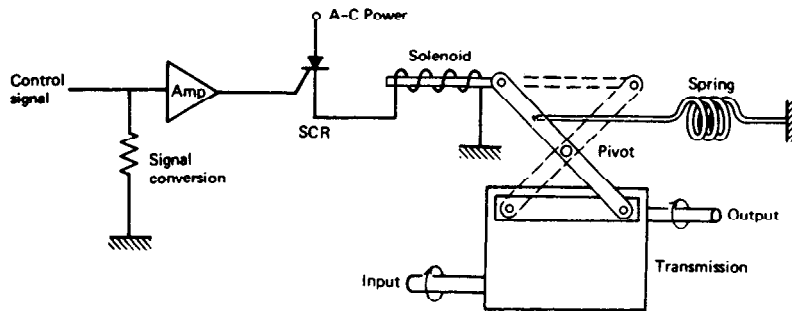 A-C Power
Solenoid
Spring
Control
signal
Amp
SCR
Signal
conversion
Pivot
Output
Transmission
Input